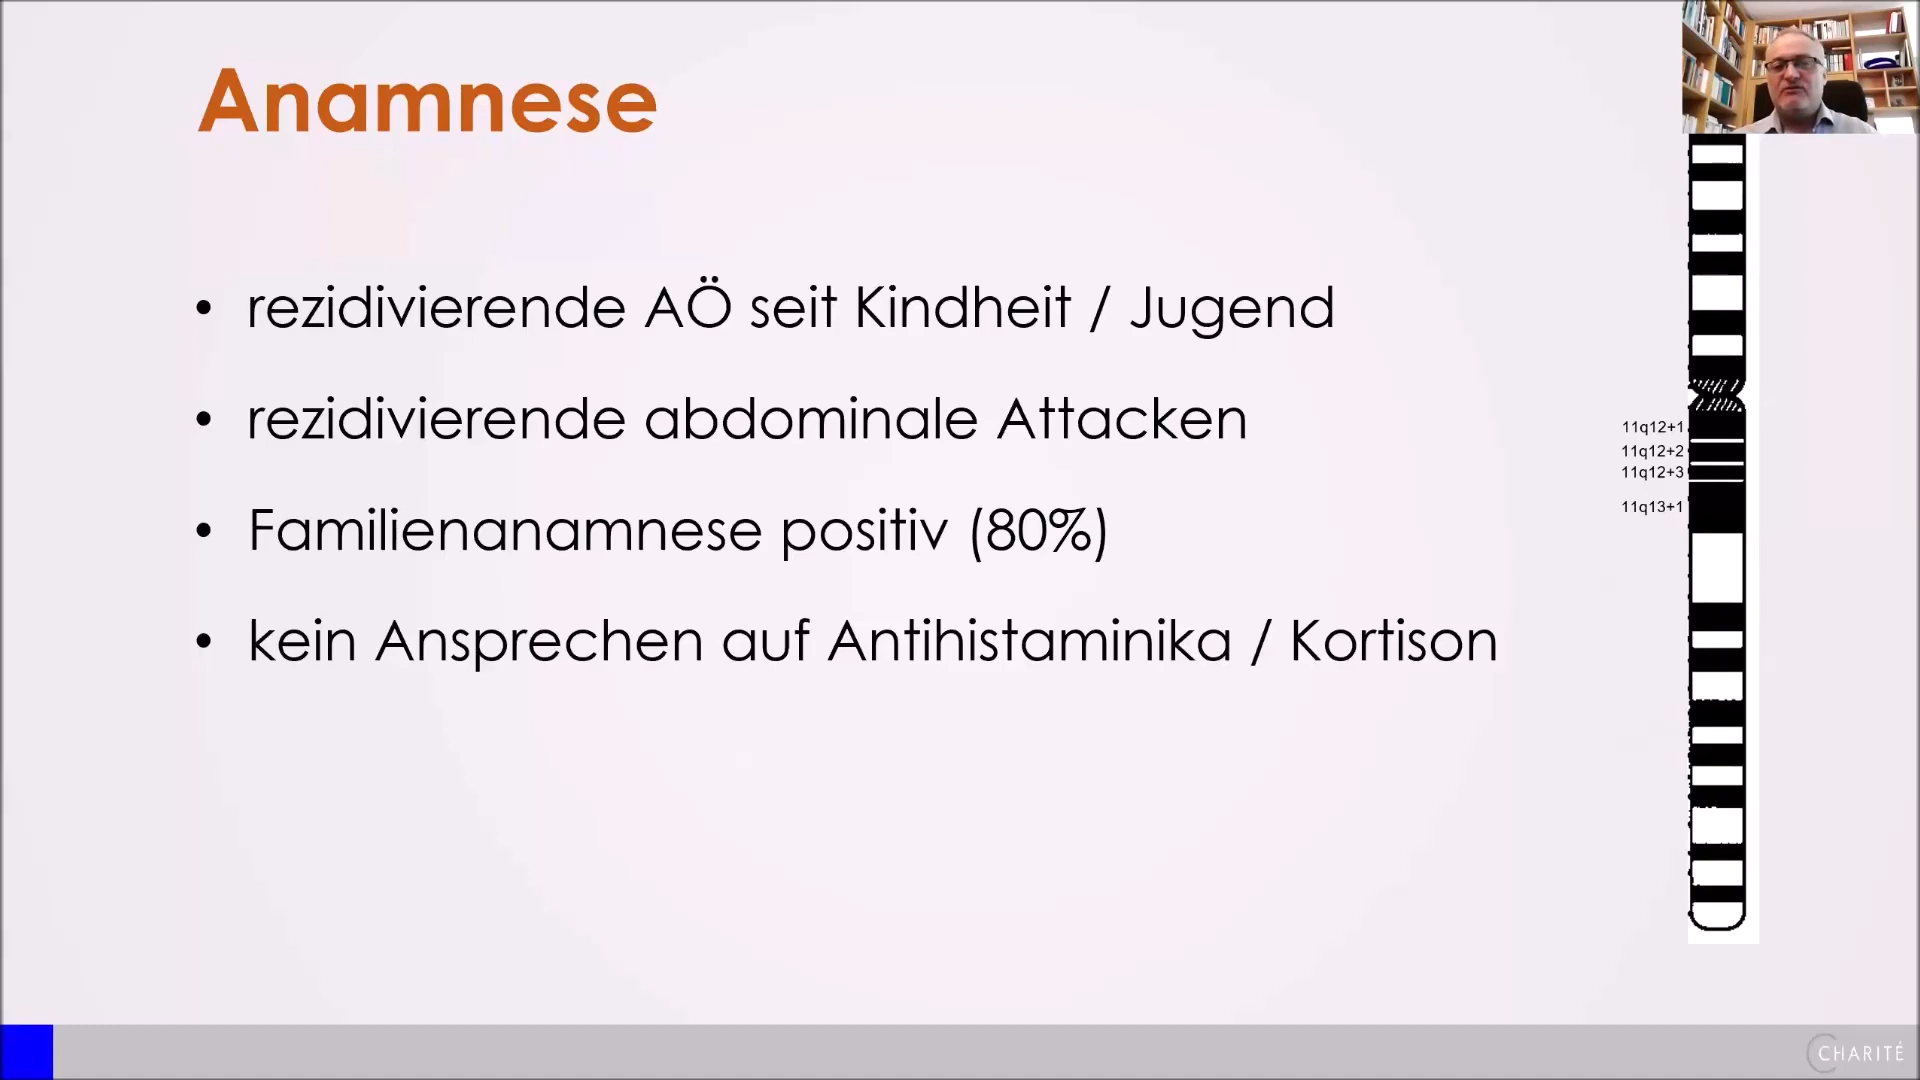 Anamnese
• rezidivierende AÖ seit Kindheit / Jugend
• rezidivierende abdominale Attacken
• Familienanamnese positiv (80%)
• kein Ansprechen auf Antihistaminika / Kortison
11q12+1
11q12+2
11q12+3
11q13+1
CHARITÉ